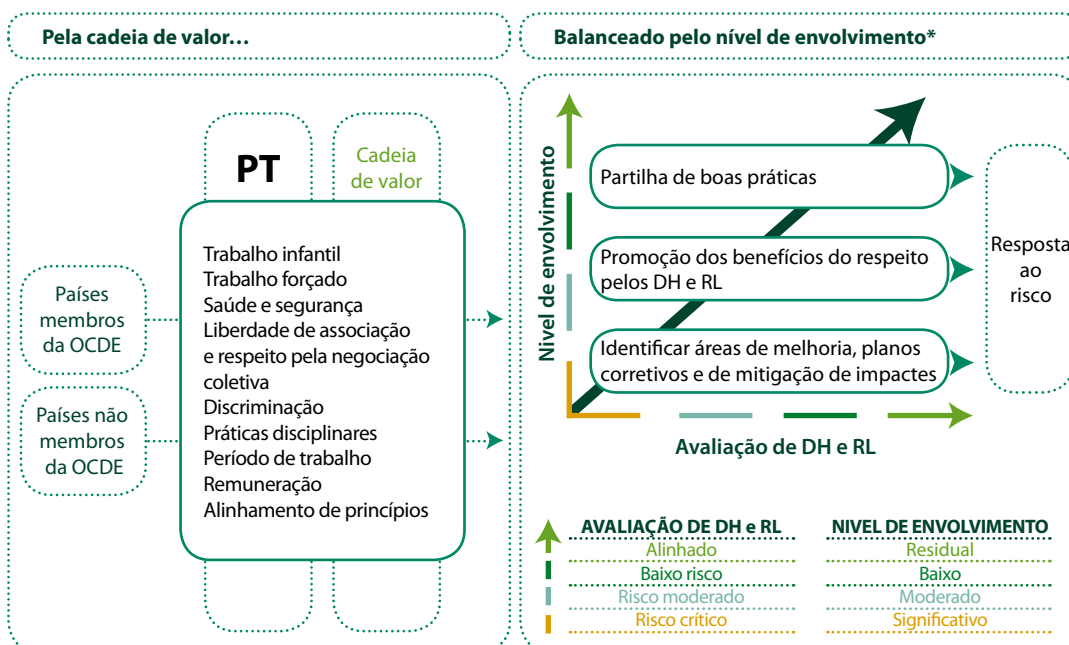 Pela cadeia de valor…
Balanceado pelo nível de envolvimento*
PT
Cadeia
de valor
Trabalho infantil
Trabalho forçado
Saúde e segurança
Liberdade de associação
e respeito pela negociação
coletiva
Discriminação
Práticas disciplinares
Período de trabalho
Remuneração
Alinhamento de princípios
Países
membros
da OCDE
Países não
membros
da OCDE
Nivel de envolvimento
Partilha de boas práticas
Promoção dos benefícios do respeito
pelos DH e RL
Identificar áreas de melhoria, planos
corretivos e de mitigação de impactes
Resposta
ao
risco
Avaliação de DH e RL
AVALIAÇÃO DE DH e RL
NIVEL DE ENVOLVIMENTO
Alinhado
Residual
Baixo risco
Baixo
Risco moderado
Moderado
Risco crítico
Significativo